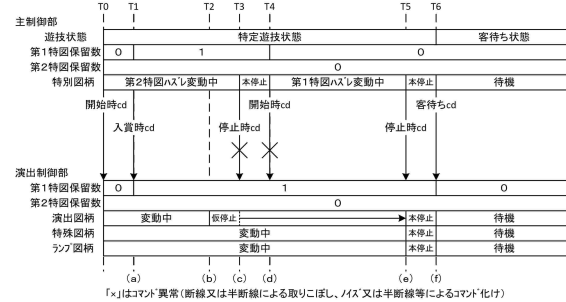 T0 T1 T2 T3 T4 T5 T6
主制御部
遊技状態 特定遊技状態 客待ち状態
第1特図保留数 0 1 0
第2特図保留数 0
特別図柄 第2特図ハズレ変動中 本停止 第1特図ハズレ変動中 本停止 待機
開始時cd 開始時cd 客待ちcd
入賞時cd 停止時cd 停止時cd
演出制御部
第1特図保留数 0 1 0
第2特図保留数 0
演出図柄 変動中 仮停止 本停止 待機
特殊図柄 変動中 本停止 待機
ランプ図柄 変動中 本停止 待機
(a) (b) (c) (d) (e) (f)
「×」はコマンド異常(断線又は半断線による取りこぼし、ノイズ又は半断線等によるコマンド化け)